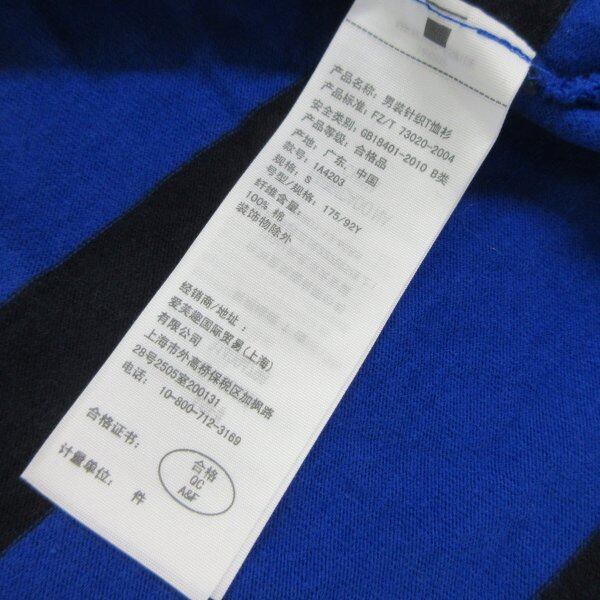 产品名称：男装针织T恤衫
产品标准：FZ/T 73020-2004
安全类别：GB18401-2010 B类
产品等级：合格品
产地：广东，中国
款号：1A4203
规格：S
号型/规格：175/92Y
纤维含量：
100% 棉
装饰物除外
经销商/地址：
爱芙趣国际贸易(上海)
有限公司
上海市外高桥保税区加枫路
28号2505室200131
电话：10-800-712-3169
合格证书：
合格
QC
A&F
计量单位：件